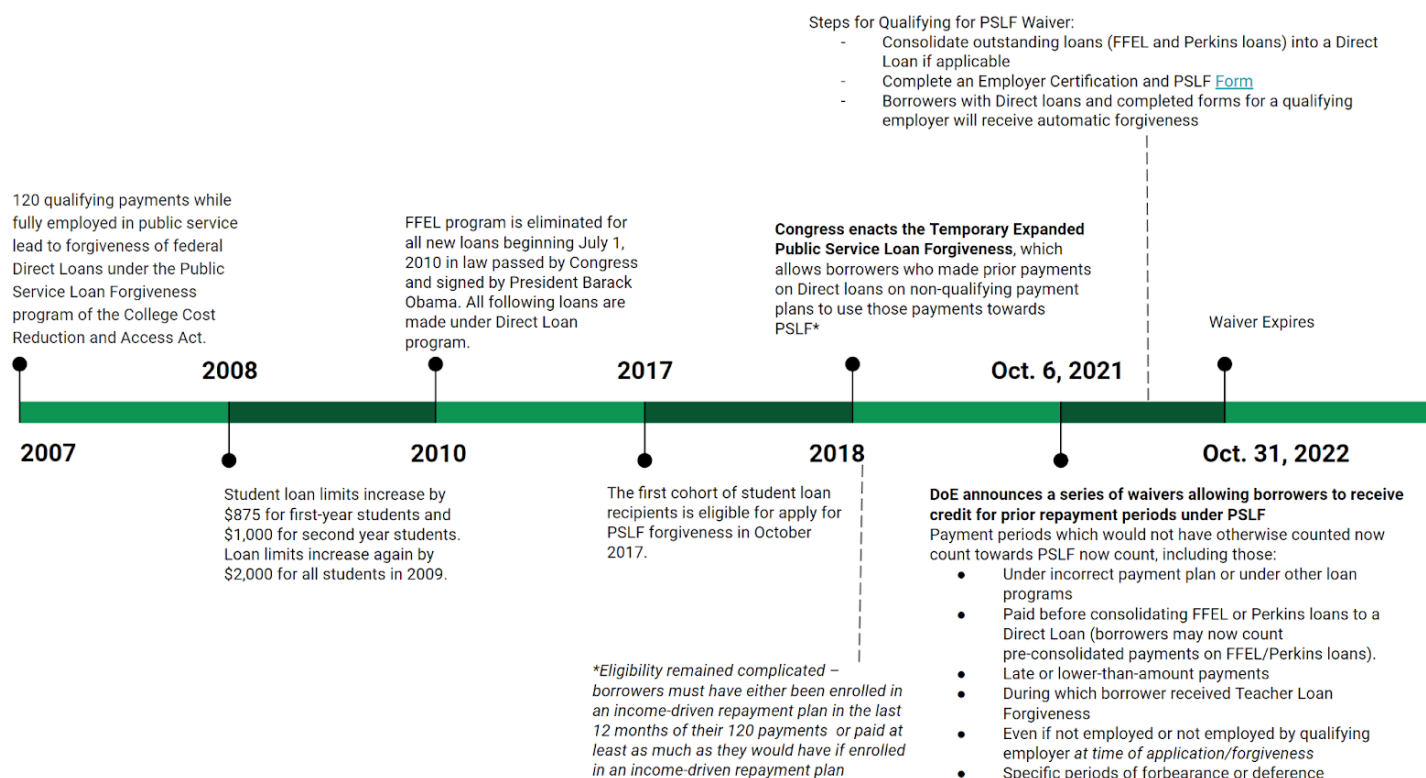 Steps for Qualifying for PSLF Waiver:
- Consolidate outstanding loans (FFEL and Perkins loans) into a Direct
Loan if applicable
- Complete an Employer Certification and PSLF Form
- Borrowers with Direct loans and completed forms for a qualifying
employer will receive automatic forgiveness
120 qualifying payments while
fully employed in public service
lead to forgiveness of federal
Direct Loans under the Public
Service Loan Forgiveness
program of the College Cost
Reduction and Access Act.
FFEL program is eliminated for
all new loans beginning July 1,
2010 in law passed by Congress
and signed by President Barack
Obama. All following loans are
made under Direct Loan
program.
Congress enacts the Temporary Expanded
Public Service Loan Forgiveness, which
allows borrowers who made prior payments
on Direct loans on non-qualifying payment
plans to use those payments towards
PSLF*
Waiver Expires
2008
2017
Oct. 6, 2021
2007
2010
2018
Oct. 31, 2022
Student loan limits increase by
$875 for first-year students and
$1,000 for second year students.
Loan limits increase again by
$2,000 for all students in 2009.
The first cohort of student loan
recipients is eligible for apply for
PSLF forgiveness in October
2017.
DoE announces a series of waivers allowing borrowers to receive
credit for prior repayment periods under PSLF
Payment periods which would not have otherwise counted now
count towards PSLF now count, including those:
● Under incorrect payment plan or under other loan
programs
● Paid before consolidating FFEL or Perkins loans to a
Direct Loan (borrowers may now count
pre-consolidated payments on FFEL/Perkins loans).
● Late or lower-than-amount payments
● During which borrower received Teacher Loan
Forgiveness
● Even if not employed or not employed by qualifying
employer at time of application/forgiveness
● Specific periods of forbearance or deference
*Eligibility remained complicated –
borrowers must have either been enrolled in
an income-driven repayment plan in the last
12 months of their 120 payments or paid at
least as much as they would have if enrolled
in an income-driven repayment plan